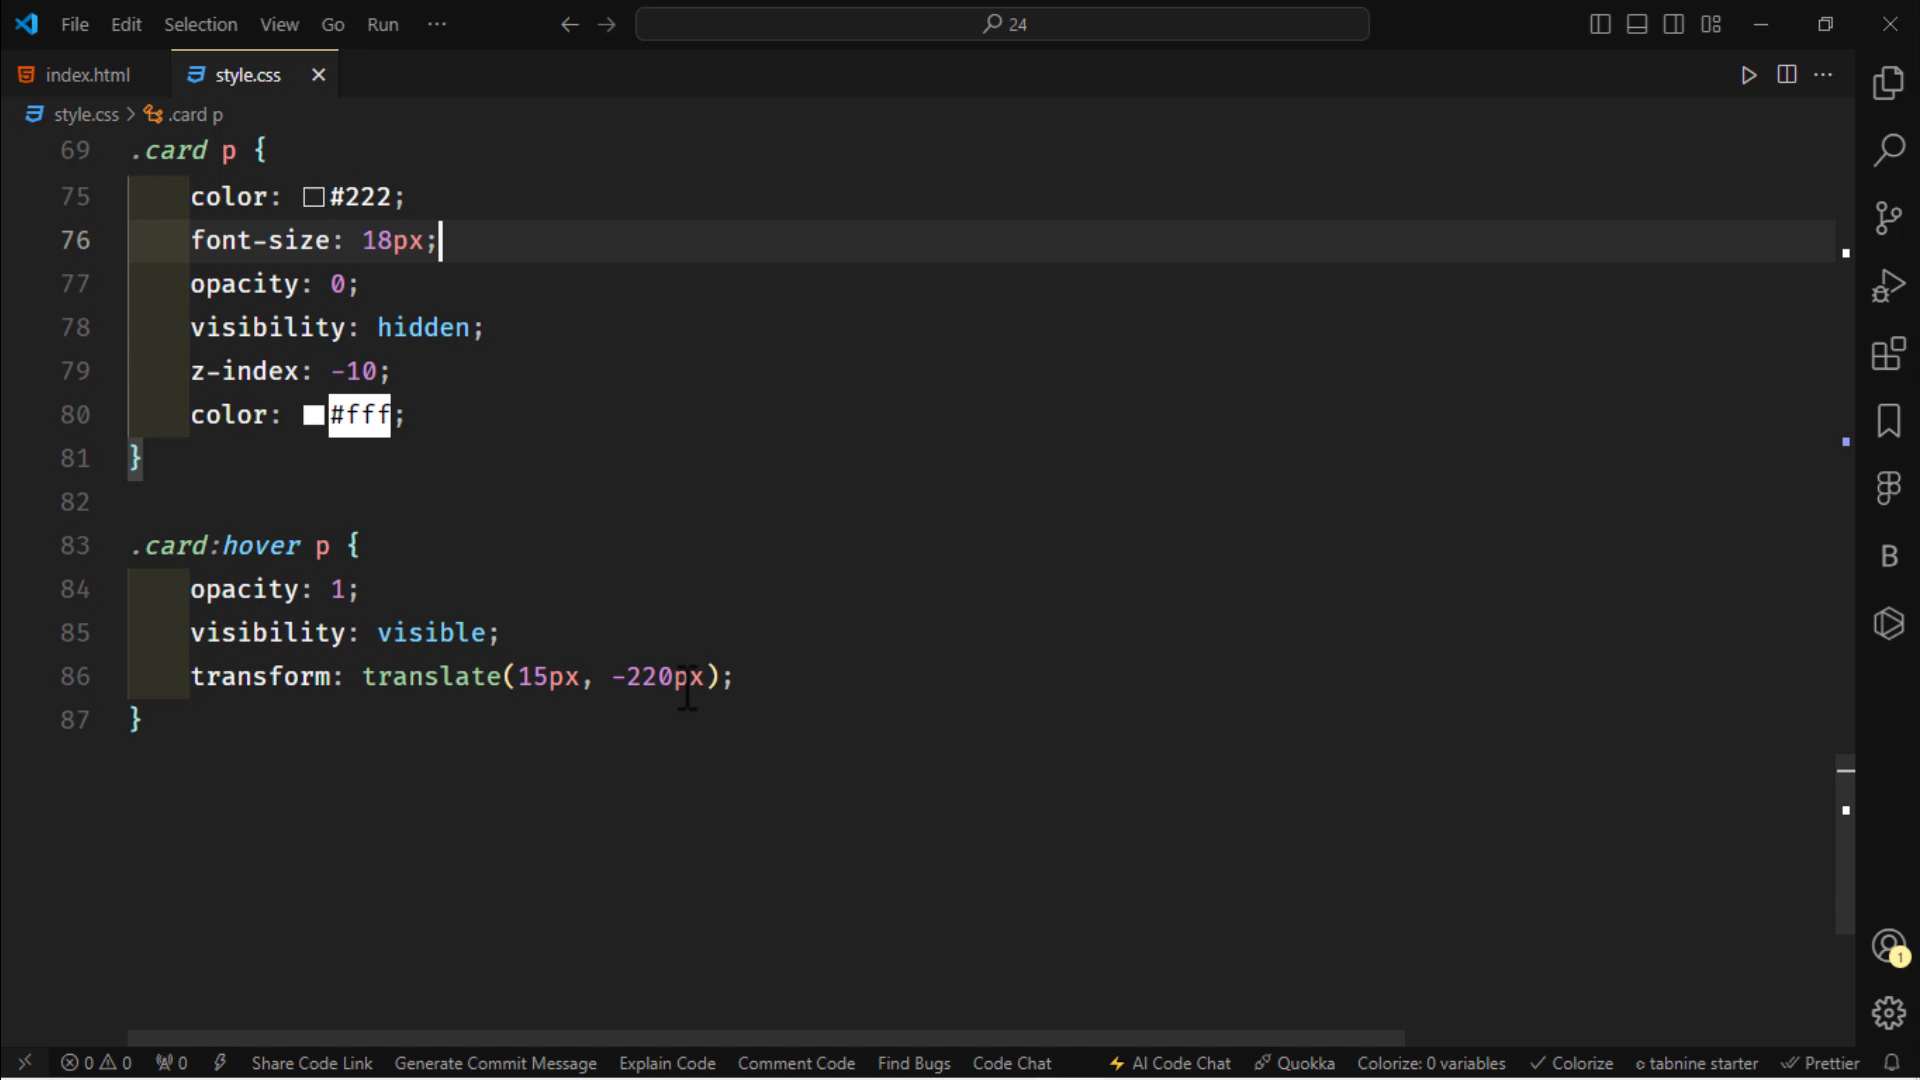 File Edit Selection View Go Run ··· 24
index.html style.css
style.css > .card p
69 .card p {
75 color: #222;
76 font-size: 18px;
77 opacity: 0;
78 visibility: hidden;
79 z-index: -10;
80 color: #fff;
81 }
82
83 .card:hover p {
84 opacity: 1;
85 visibility: visible;
86 transform: translate(15px, -220px);
87 }
B
1
0 0 0 Share Code Link Generate Commit Message Explain Code Comment Code Find Bugs Code Chat AI Code Chat Quokka Colorize: 0 variables Colorize tabnine starter Prettier